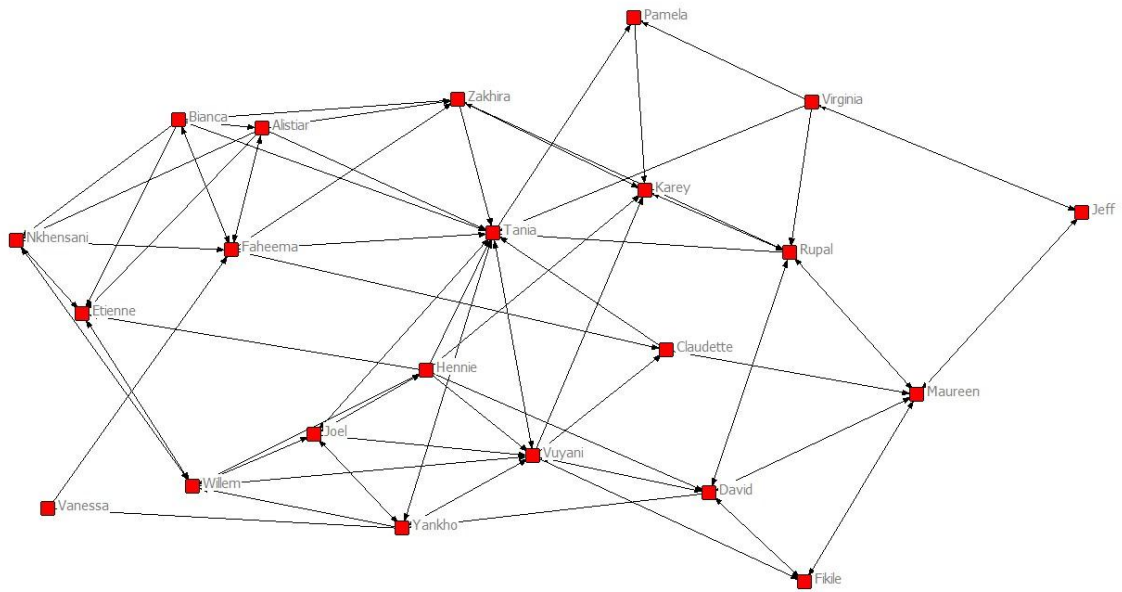 Pamela
Zakhira
Virginia
Bianca
Alistiar
Karey
Jeff
Nkhensani
Faheema
Tania
Rupal
Etienne
Claudette
Hennie
Maureen
Joel
Vuyani
Willem
David
Vanessa
Yankho
Fikile